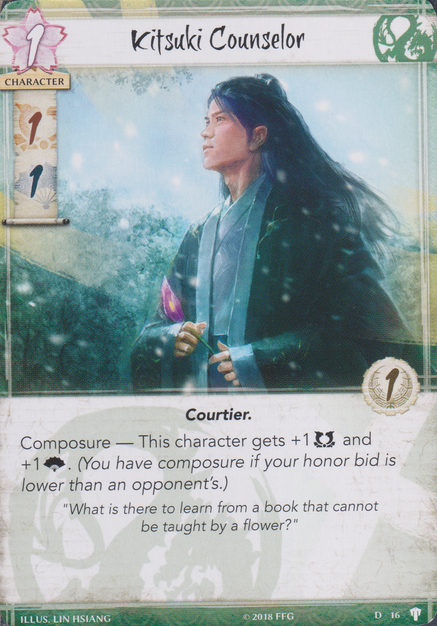 1
Kitsuki Counselor
CHARACTER
1
1
1
Courtier.
Composure — This character gets +1 and
+1. (You have composure if your honor bid is
lower than an opponent's.)
"What is there to learn from a book that cannot
be taught by a flower?"
ILLUS. LIN HSIANG
© 2018 FFG
D 16